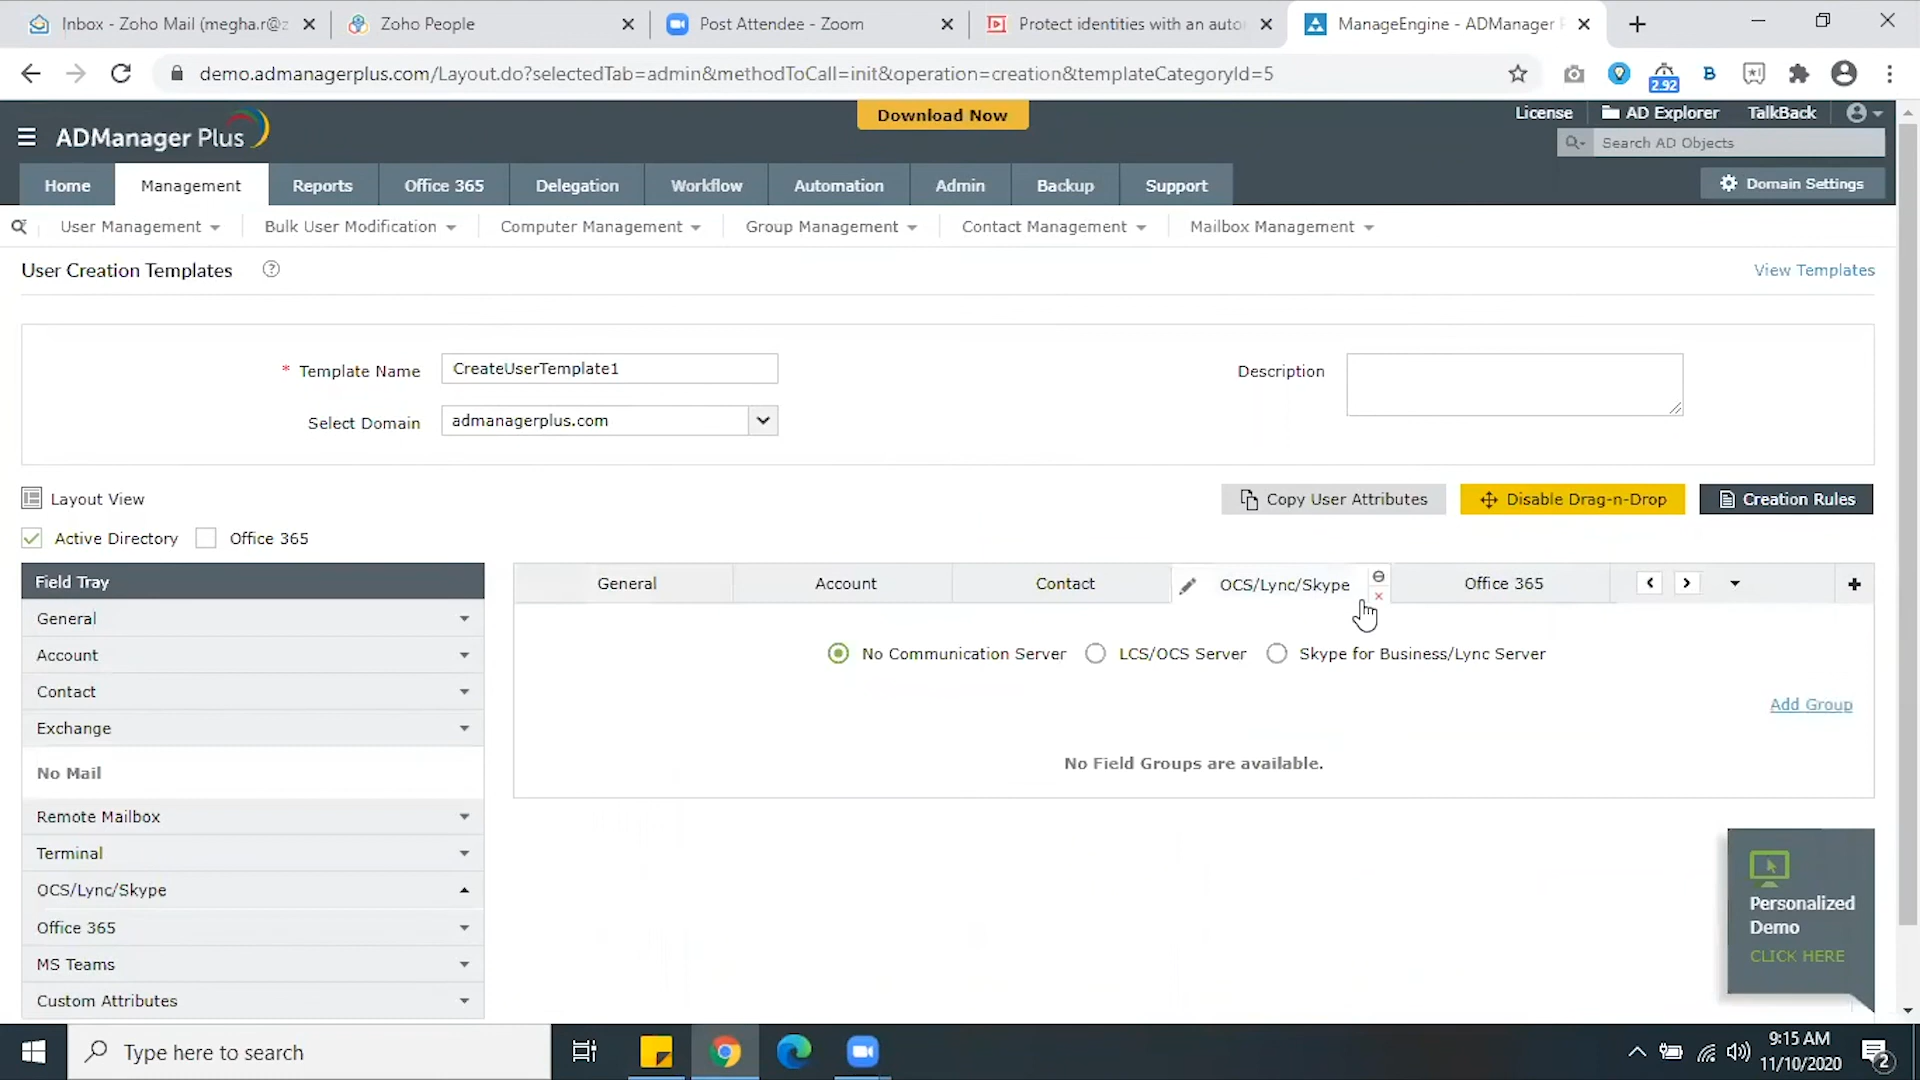 Inbox - Zoho Mail (megha.r@z
Zoho People
Post Attendee - Zoom
Protect identities with an auto
ManageEngine - ADManager P
demo.admanagerplus.com/Layout.do?selectedTab=admin&methodToCall=init&operation=creation&templateCategoryId=5
2.92
ADManager Plus
Download Now
License
AD Explorer
TalkBack
Search AD Objects
Home
Management
Reports
Office 365
Delegation
Workflow
Automation
Admin
Backup
Support
Domain Settings
User Management
Bulk User Modification
Computer Management
Group Management
Contact Management
Mailbox Management
User Creation Templates
View Templates
* Template Name
CreateUserTemplate1
Description
Select Domain
admanagerplus.com
Layout View
Copy User Attributes
Disable Drag-n-Drop
Creation Rules
Active Directory
Office 365
Field Tray
General
Account
Contact
Exchange
No Mail
Remote Mailbox
Terminal
OCS/Lync/Skype
Office 365
MS Teams
Custom Attributes
General
Account
Contact
OCS/Lync/Skype
Office 365
No Communication Server
LCS/OCS Server
Skype for Business/Lync Server
Add Group
No Field Groups are available.
Personalized
Demo
CLICK HERE
Type here to search
9:15 AM
11/10/2020
2